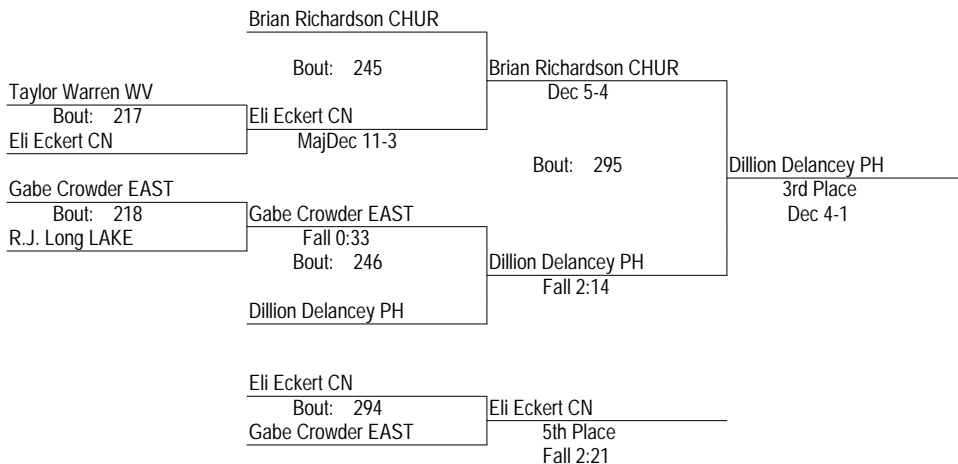 Brian Richardson CHUR
Bout: 245
Brian Richardson CHUR
Taylor Warren WV
Dec 5-4
Bout: 217
Eli Eckert CN
Eli Eckert CN
MajDec 11-3
Bout: 295
Dillion Delancey PH
Gabe Crowder EAST
3rd Place
Bout: 218
Gabe Crowder EAST
Dec 4-1
R.J. Long LAKE
Fall 0:33
Bout: 246
Dillion Delancey PH
Fall 2:14
Dillion Delancey PH
Eli Eckert CN
Bout: 294
Eli Eckert CN
Gabe Crowder EAST
5th Place
Fall 2:21